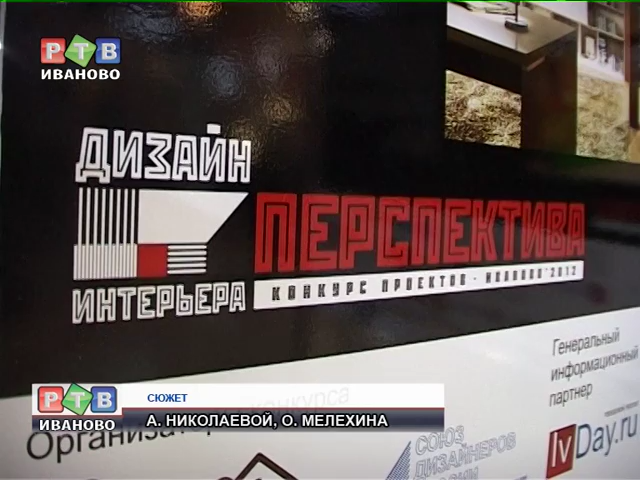 РТВ
ИВАНОВО
ДИЗАЙН
ИНТЕРЬЕРА
ПЕРСПЕКТИВА
КОНКУРС ПРОЕКТОВ · ИВАНОВО'2012
Генеральный
информационный
партнер
IvDay.ru
РТВ
ИВАНОВО
СЮЖЕТ
А. НИКОЛАЕВОЙ, О. МЕЛЕХИНА
СОЮЗ
ДИЗАЙНЕРОВ